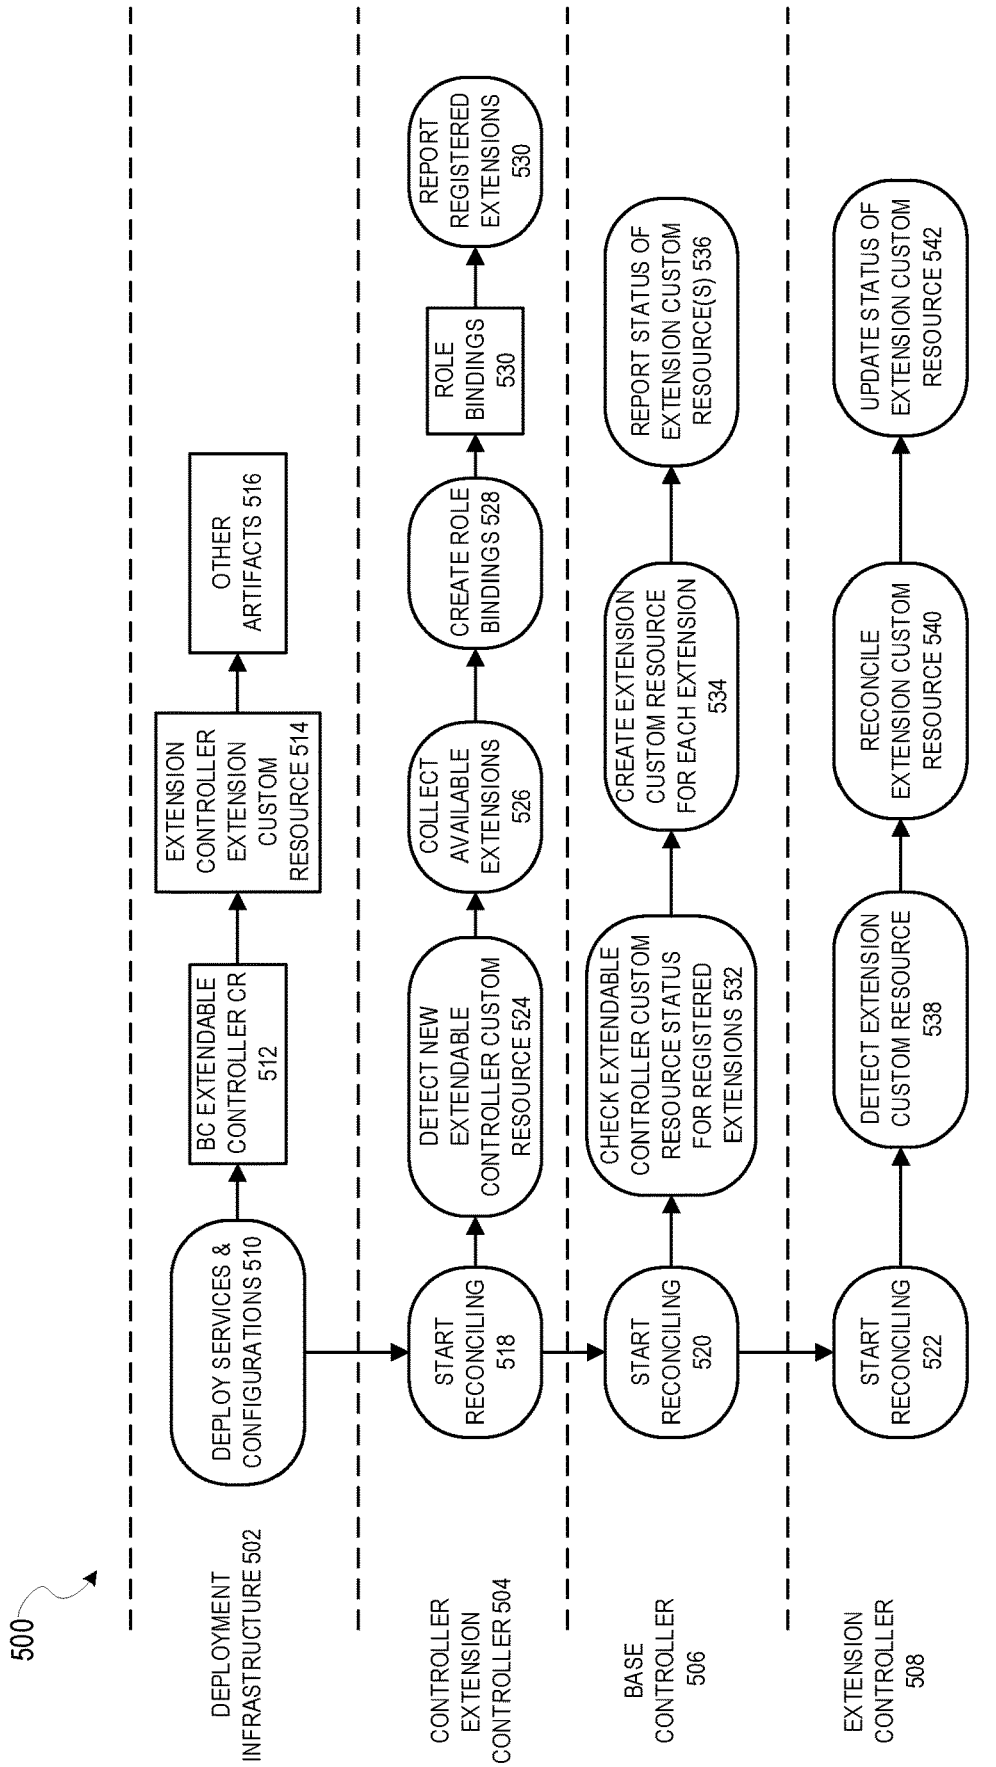 500
DEPLOYMENT
INFRASTRUCTURE 502
DEPLOY SERVICES &
CONFIGURATIONS 510
BC EXTENDABLE
CONTROLLER CR
512
EXTENSION
CONTROLLER
EXTENSION
CUSTOM
RESOURCE 514
OTHER
ARTIFACTS 516
CONTROLLER
EXTENSION
CONTROLLER 504
START
RECONCILING
518
DETECT NEW
EXTENDABLE
CONTROLLER CUSTOM
RESOURCE 524
COLLECT
AVAILABLE
EXTENSIONS
526
CREATE ROLE
BINDINGS 528
ROLE
BINDINGS
530
REPORT
REGISTERED
EXTENSIONS
530
BASE
CONTROLLER
506
START
RECONCILING
520
CHECK EXTENDABLE
CONTROLLER CUSTOM
RESOURCE STATUS
FOR REGISTERED
EXTENSIONS 532
CREATE EXTENSION
CUSTOM RESOURCE
FOR EACH EXTENSION
534
REPORT STATUS OF
EXTENSION CUSTOM
RESOURCE(S) 536
EXTENSION
CONTROLLER
508
START
RECONCILING
522
DETECT EXTENSION
CUSTOM RESOURCE
538
RECONCILE
EXTENSION CUSTOM
RESOURCE 540
UPDATE STATUS OF
EXTENSION CUSTOM
RESOURCE 542